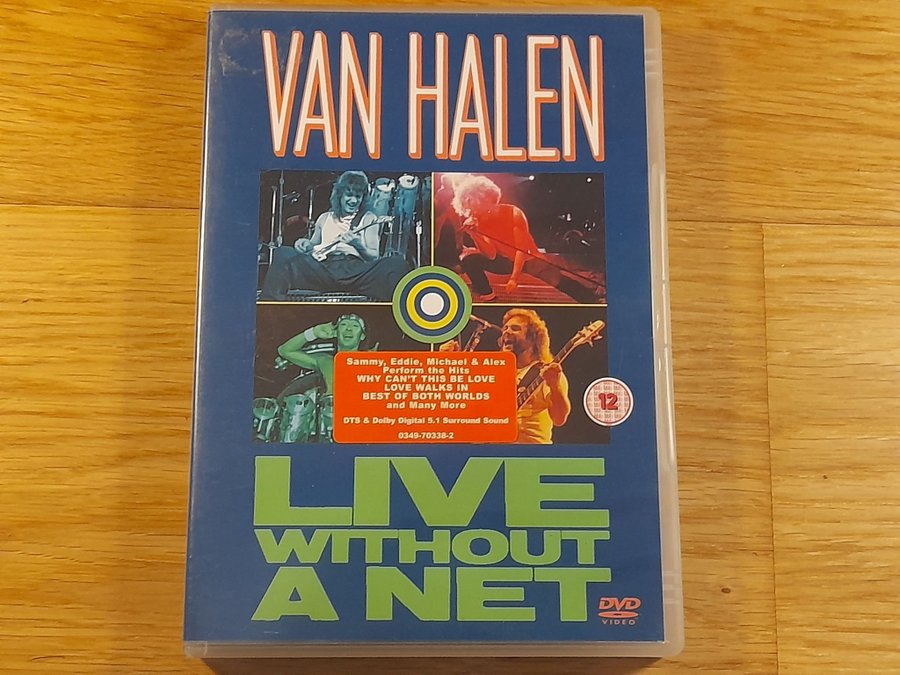 VAN HALEN
Sammy, Eddie, Michael & Alex
Perform the Hits
WHY CAN'T THIS BE LOVE
LOVE WALKS IN
BEST OF BOTH WORLDS
and Many More
DTS & Dolby Digital 5.1 Surround Sound
0349-70338-2
12
LIVE
WITHOUT
A NET
DVD
VIDEO